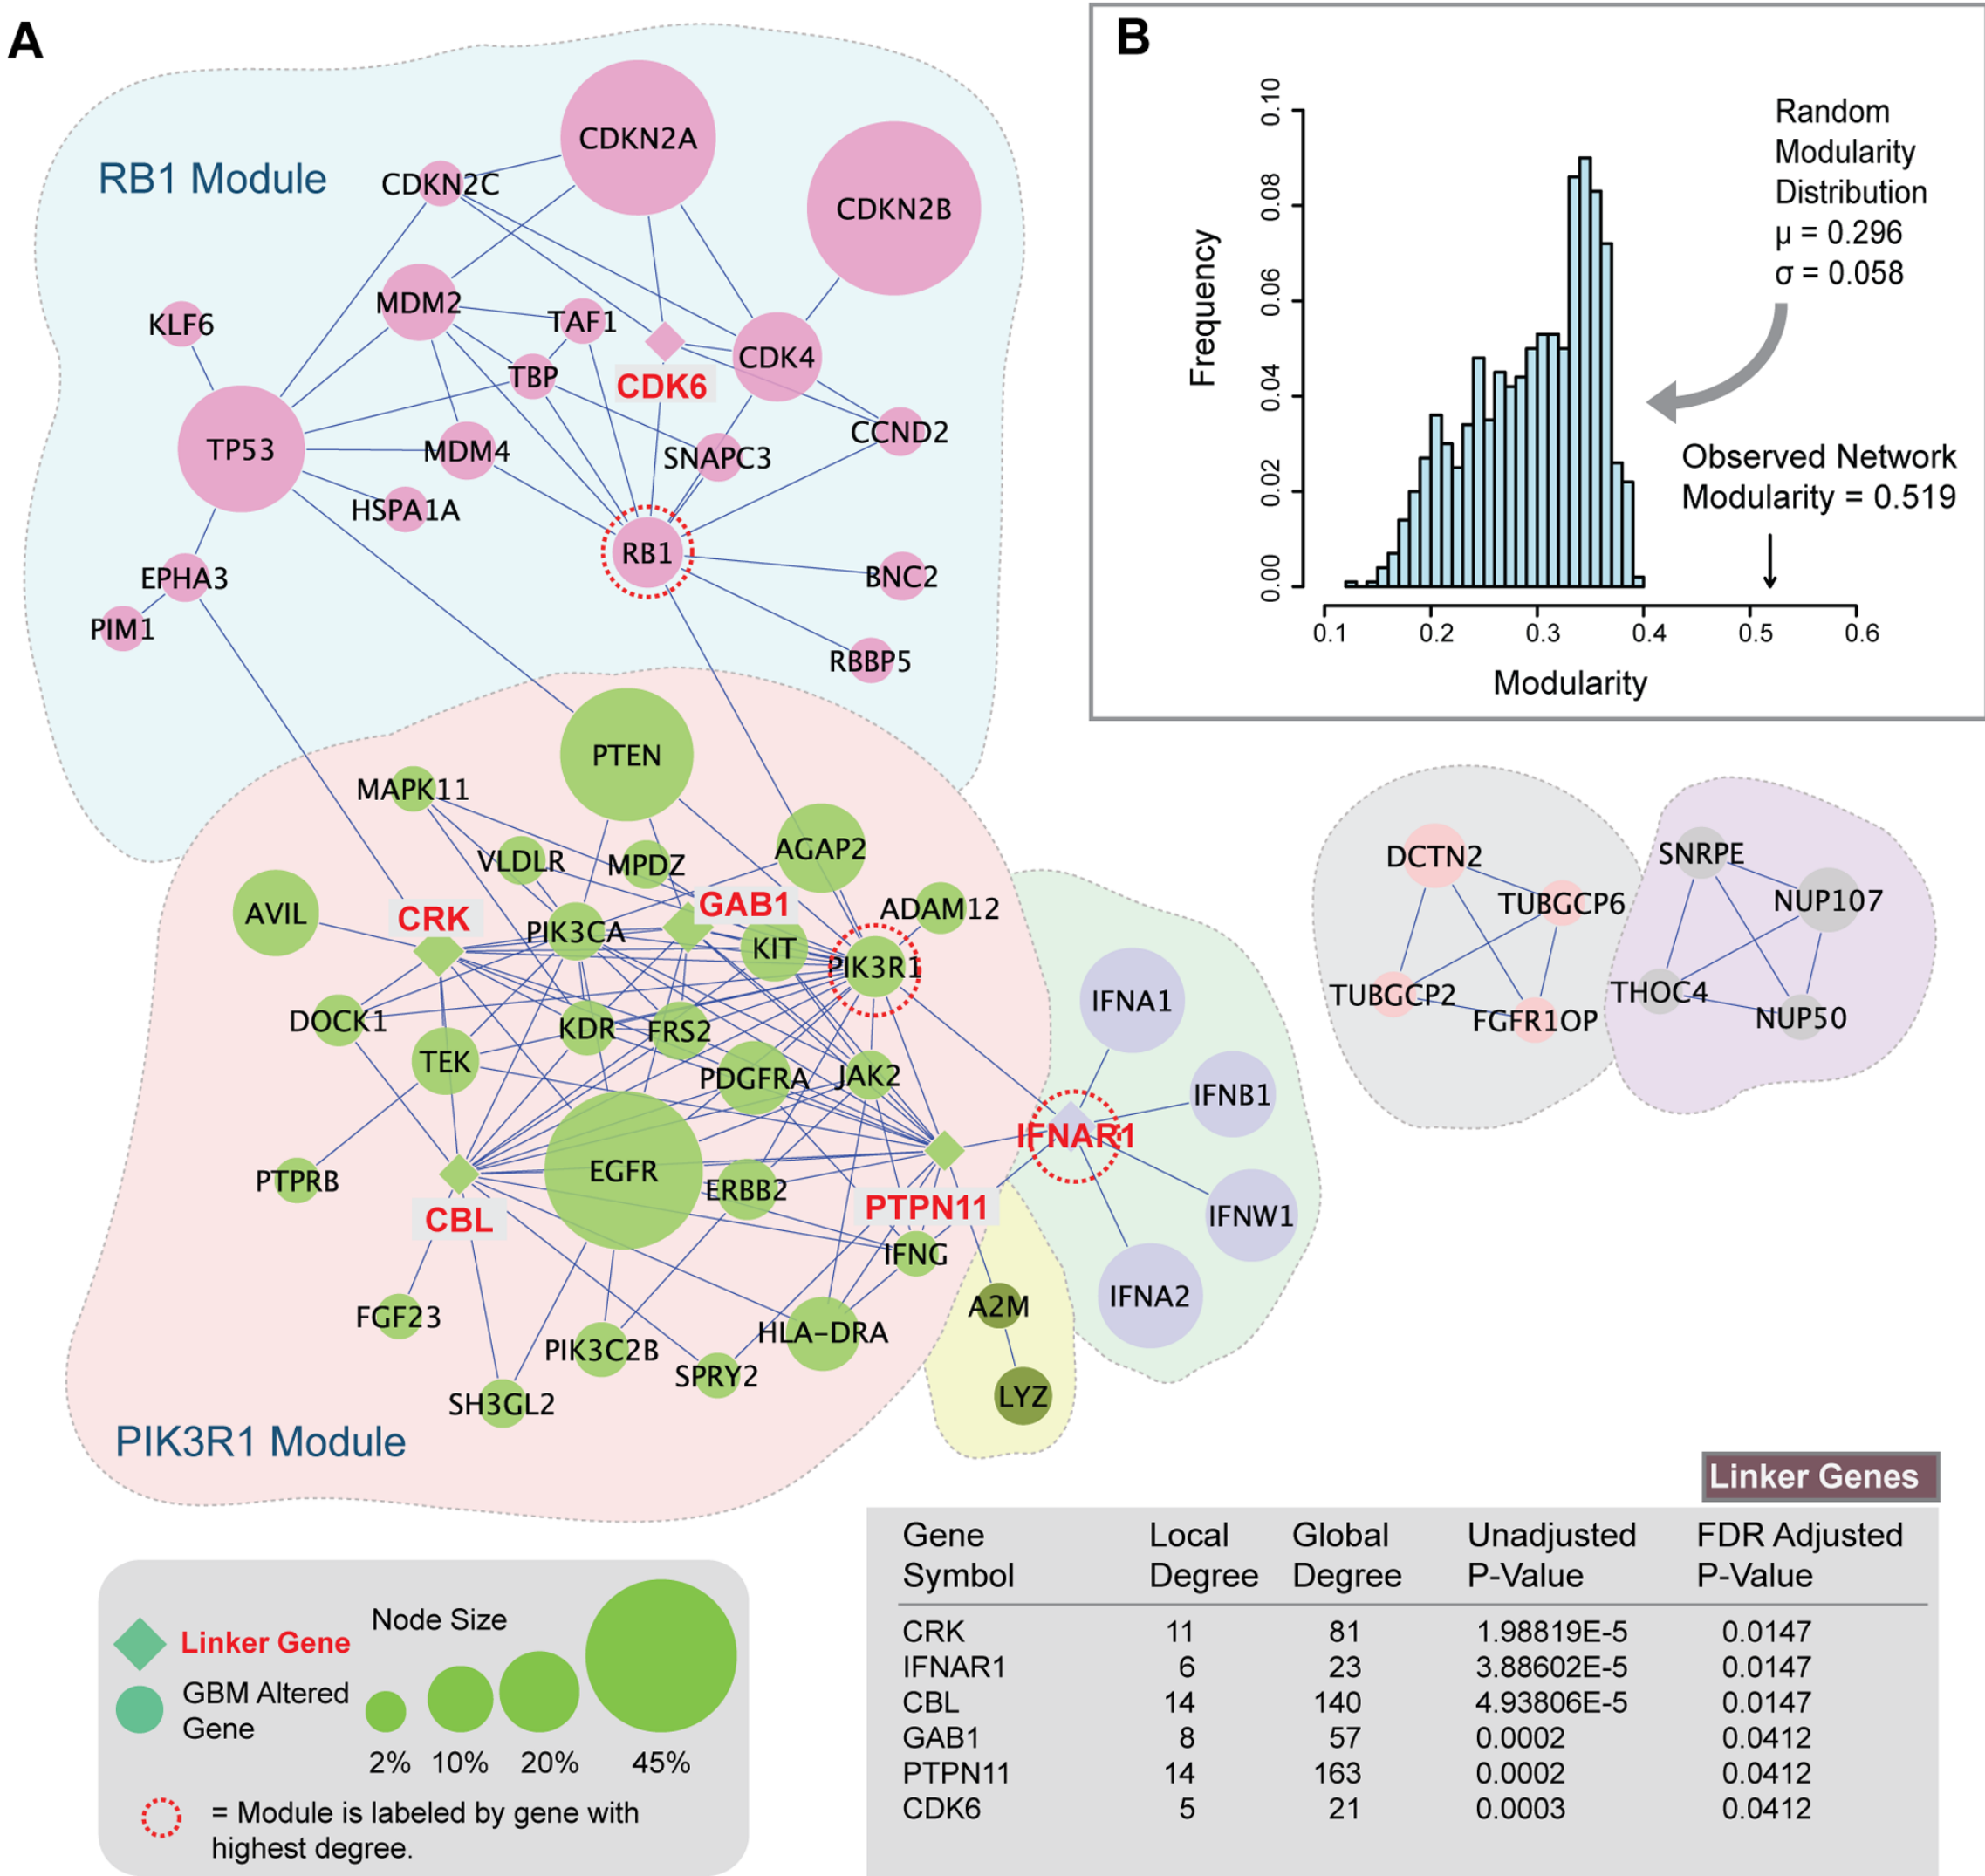 A
RB1 Module
CDKN2A
CDKN2C
CDKN2B
MDM2
KLF6
TAF1
CDK4
TBP
CDK6
CCND2
TP53
MDM4
SNAPC3
HSPA1A
RB1
EPHA3
BNC2
PIM1
RBBP5
PTEN
MAPK11
AGAP2
VLDLR
MPDZ
AVIL
CRK
GAB1
ADAM12
PIK3CA
KIT
PIK3R1
DOCK1
KDR
FRS2
TEK
PDGFRA
JAK2
PTPRB
EGFR
ERBB2
CBL
PTPN11
IFNG
FGF23
HLA-DRA
PIK3C2B
SPRY2
SH3GL2
PIK3R1 Module
IFNA1
IFNB1
IFNAR1
IFNW1
IFNA2
A2M
LYZ
DCTN2
TUBGCP6
TUBGCP2
FGFR1OP
SNRPE
NUP107
THOC4
NUP50
B
Frequency
0.10
0.08
0.06
0.04
0.02
0.00
0.1 0.2 0.3 0.4 0.5 0.6
Modularity
Random
Modularity
Distribution
μ = 0.296
σ = 0.058
Observed Network
Modularity = 0.519
Linker Gene
GBM Altered
Gene
Node Size
2% 10% 20% 45%
= Module is labeled by gene with
highest degree.
Linker Genes
Gene Local Global Unadjusted FDR Adjusted
Symbol Degree Degree P-Value P-Value
CRK 11 81 1.98819E-5 0.0147
IFNAR1 6 23 3.88602E-5 0.0147
CBL 14 140 4.93806E-5 0.0147
GAB1 8 57 0.0002 0.0412
PTPN11 14 163 0.0002 0.0412
CDK6 5 21 0.0003 0.0412